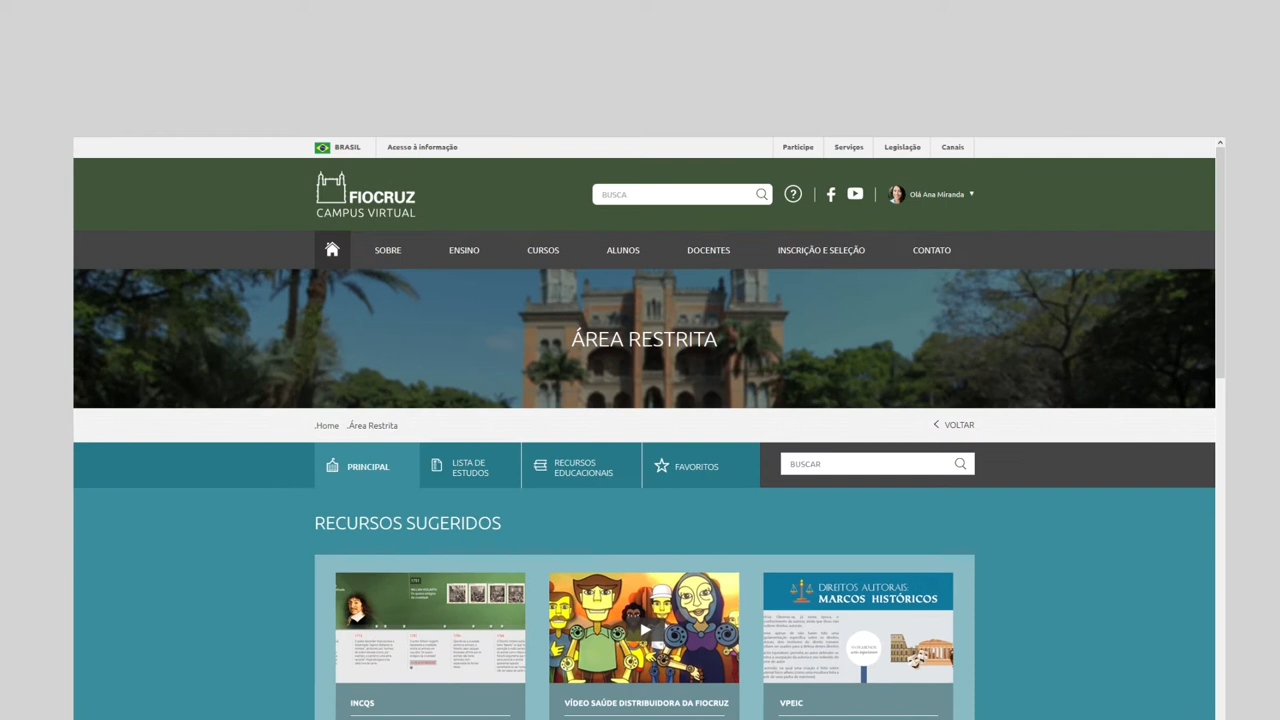 BRASIL
Acesso à informação
Participe
Serviços
Legislação
Canais
FIOCRUZ
CAMPUS VIRTUAL
BUSCA
?
Olá Ana Miranda
SOBRE
ENSINO
CURSOS
ALUNOS
DOCENTES
INSCRIÇÃO E SELEÇÃO
CONTATO
ÁREA RESTRITA
.Home .Área Restrita
VOLTAR
PRINCIPAL
LISTA DE
ESTUDOS
RECURSOS
EDUCACIONAIS
FAVORITOS
BUSCAR
RECURSOS SUGERIDOS
DIREITOS AUTORAIS:
MARCOS HISTÓRICOS
INCQS
VÍDEO SAÚDE DISTRIBUIDORA DA FIOCRUZ
VPEIC